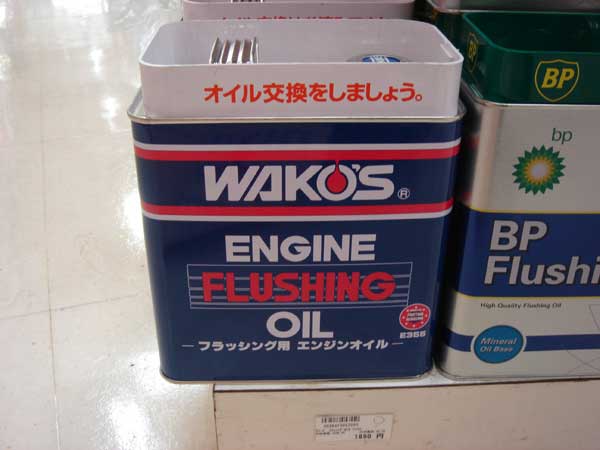 オイル交換をしましょう。
WAKO'S®
ENGINE
FLUSHING
OIL
E355
フラッシング用 エンジンオイル
BP
bp
BP
Flushi
High Quality Flushing Oil
Mineral
Oil Base
1890 円